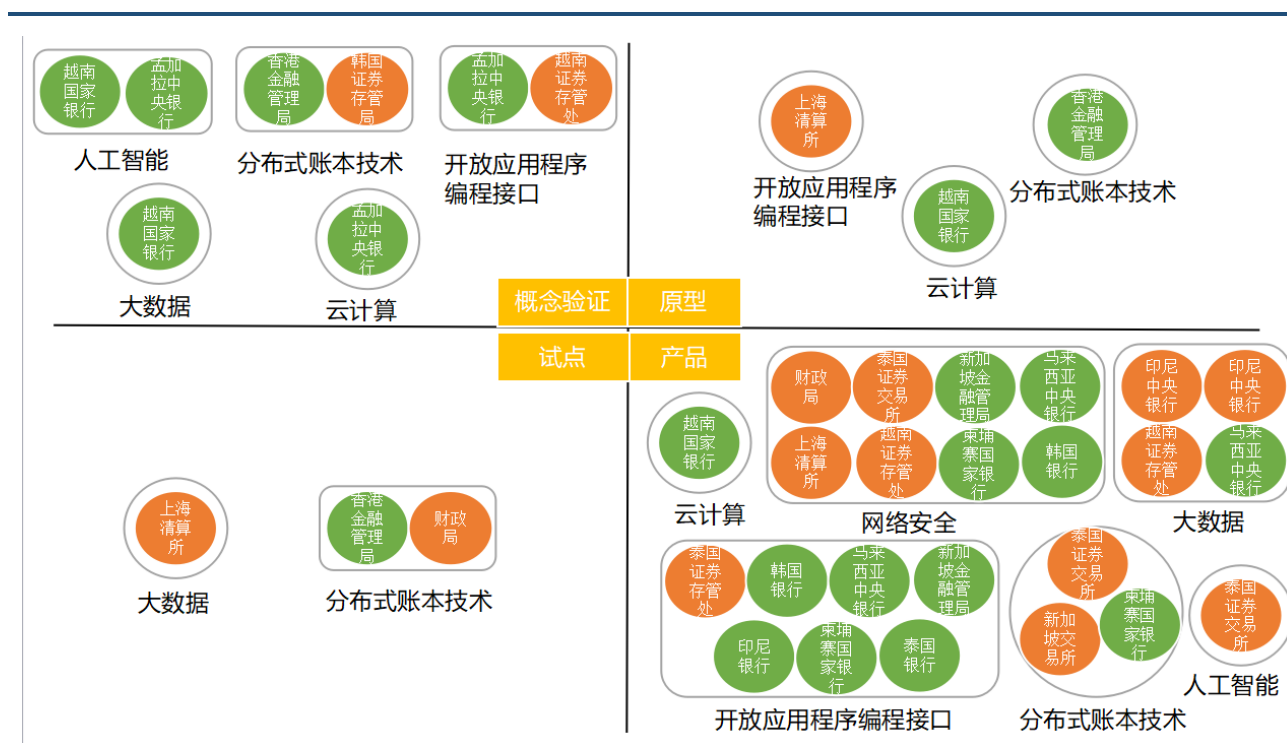 越南
国家
银行
孟加
拉中
央银
行
人工智能
香港
金融
管理
局
韩国
证券
存管
局
分布式账本技术
孟加
拉中
央银
行
越南
证券
存管
处
开放应用程序
编程接口
越南
国家
银行
大数据
孟加
拉中
央银
行
云计算
上海
清算
所
开放应用程序
编程接口
越南
国家
银行
云计算
香港
金融
管理
局
分布式账本技术
概念验证
原型
试点
产品
上海
清算
所
大数据
香港
金融
管理
局
财政
局
分布式账本技术
越南
国家
银行
云计算
财政
局
泰国
证券
交易
所
新加
坡金
融管
理局
马来
西亚
中央
银行
上海
清算
所
越南
证券
存管
处
柬埔
寨国
家银
行
韩国
银行
网络安全
印尼
中央
银行
印尼
中央
银行
越南
证券
存管
处
马来
西亚
中央
银行
大数据
泰国
证券
存管
处
韩国
银行
马来
西亚
中央
银行
新加
坡金
融管
理局
印尼
银行
柬埔
寨国
家银
行
泰国
银行
开放应用程序编程接口
泰国
证券
交易
所
新加
坡交
易所
柬埔
寨国
家银
行
分布式账本技术
泰国
证券
交易
所
人工智能